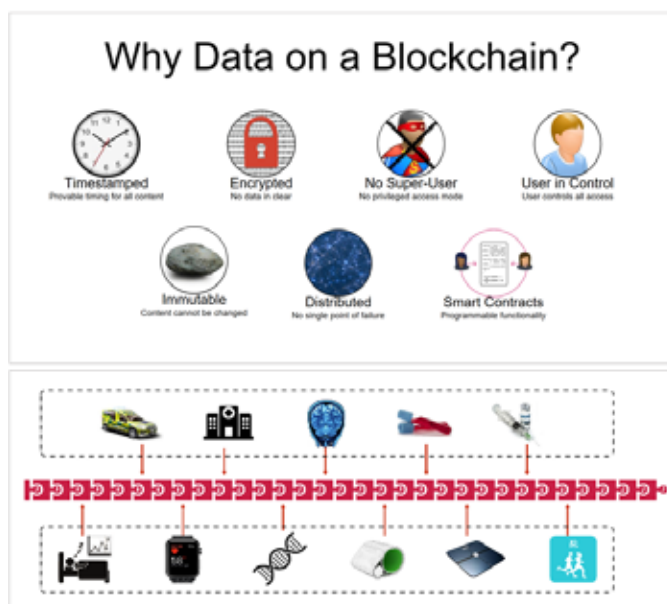 Why Data on a Blockchain?
Timestamped
Provable timing for all content
Encrypted
No data in clear
No Super-User
No privileged access mode
User in Control
User controls all access
Immutable
Content cannot be changed
Distributed
No single point of failure
Smart Contracts
Programmable functionality